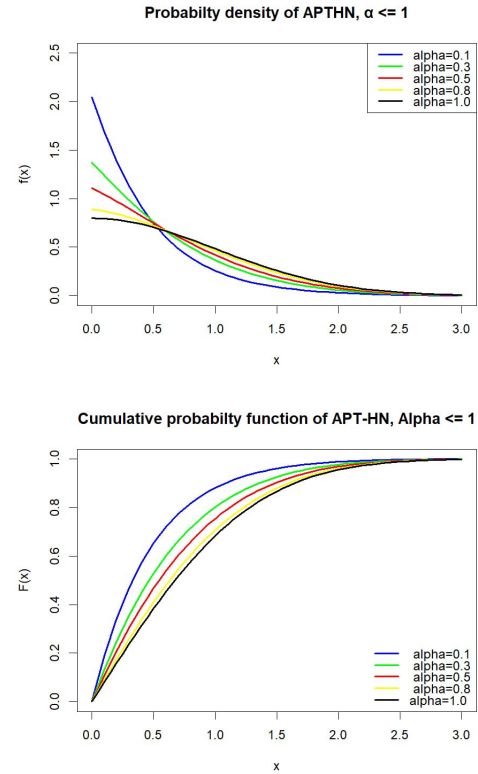 Probabilty density of APTHN, α <= 1
f(x)
2.5
2.0
1.5
1.0
0.5
0.0
alpha=0.1
alpha=0.3
alpha=0.5
alpha=0.8
alpha=1.0
0.0 0.5 1.0 1.5 2.0 2.5 3.0
x
Cumulative probabilty function of APT-HN, Alpha <= 1
F(x)
1.0
0.8
0.6
0.4
0.2
0.0
alpha=0.1
alpha=0.3
alpha=0.5
alpha=0.8
alpha=1.0
0.0 0.5 1.0 1.5 2.0 2.5 3.0
x